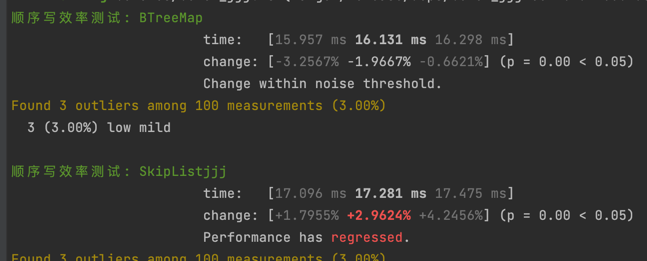 顺序写效率测试: BTreeMap
time:   [15.957 ms 16.131 ms 16.298 ms]
change: [-3.2567% -1.9667% -0.6621%] (p = 0.00 < 0.05)
Change within noise threshold.
Found 3 outliers among 100 measurements (3.00%)
3 (3.00%) low mild
顺序写效率测试: SkipListjjj
time:   [17.096 ms 17.281 ms 17.475 ms]
change: [+1.7955% +2.9624% +4.2456%] (p = 0.00 < 0.05)
Performance has regressed.
Found 3 outliers among 100 measurements (3.00%)